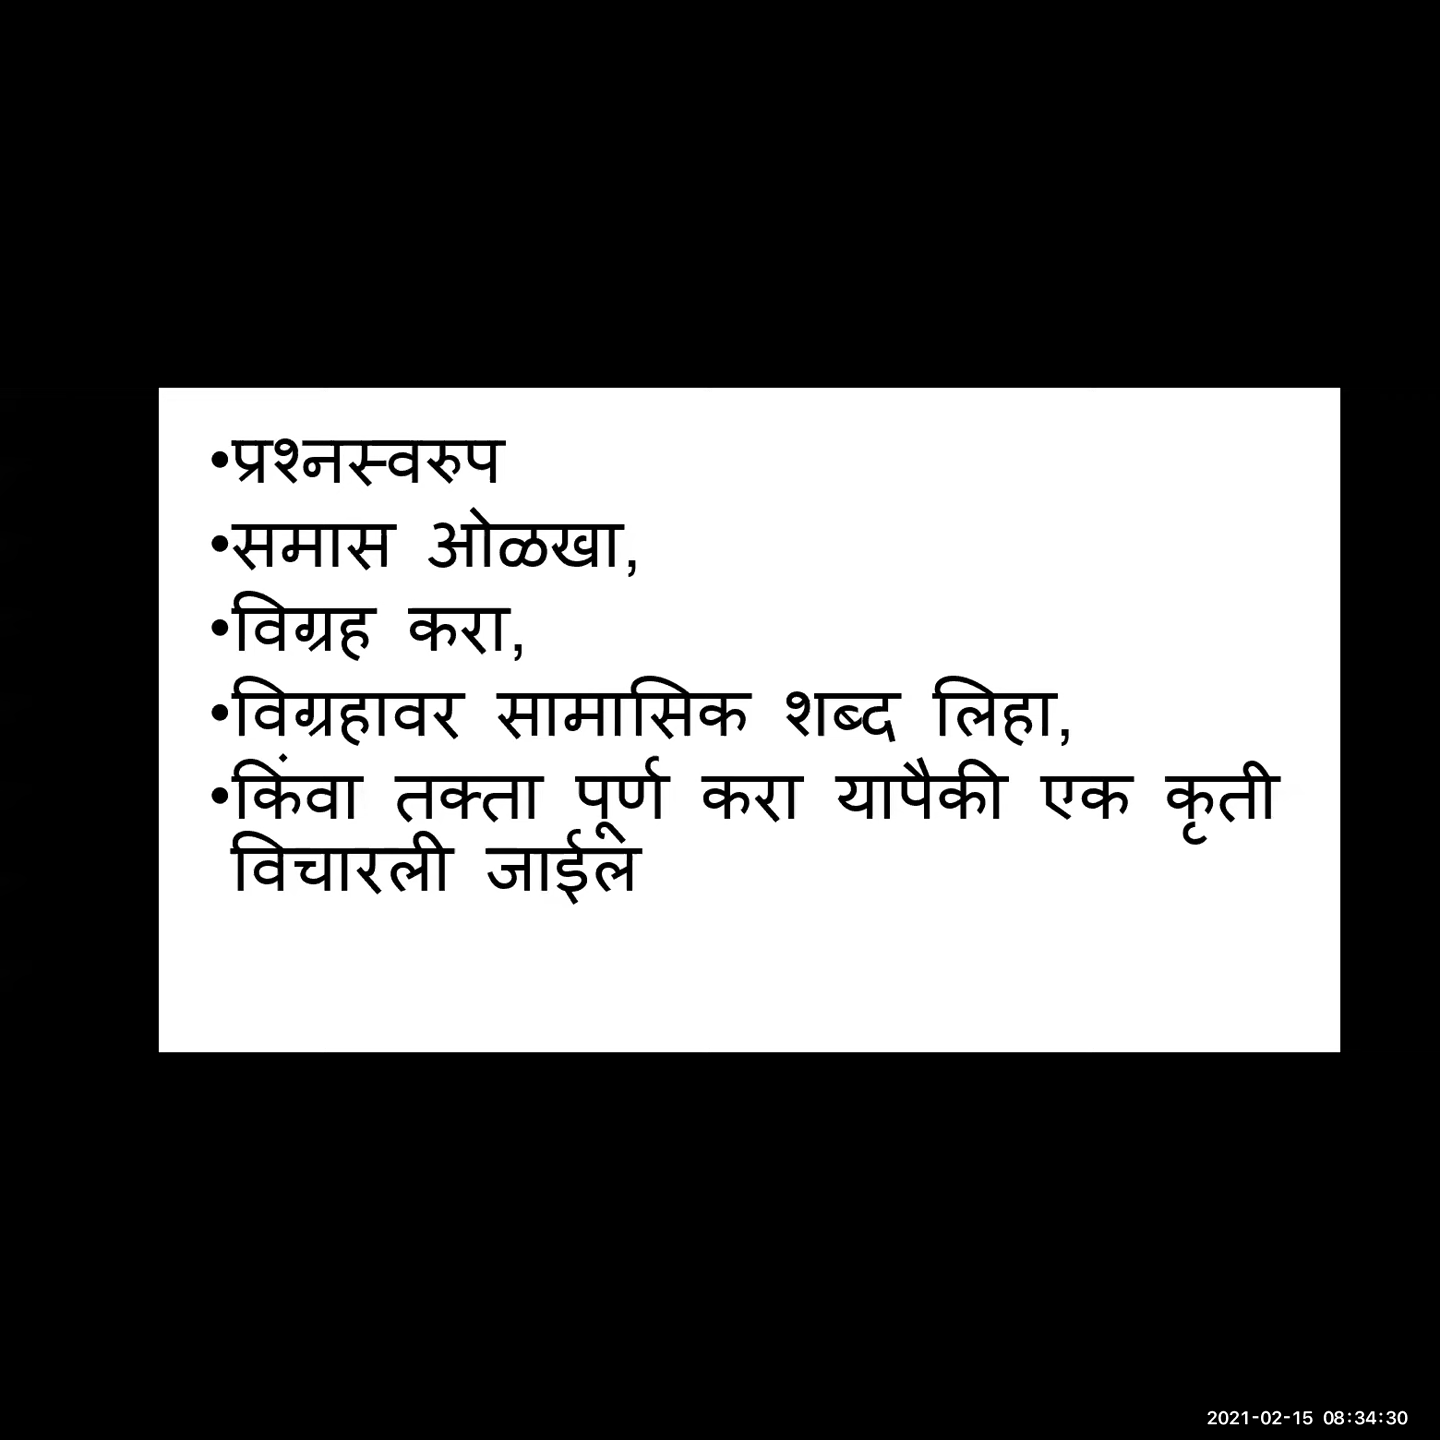 •प्रश्नस्वरुप
•समास ओळखा,
•विग्रह करा,
•विग्रहावर सामासिक शब्द लिहा,
•किंवा तक्ता पूर्ण करा यापैकी एक कृती
विचारली जाईल
2021-02-15 08:34:30